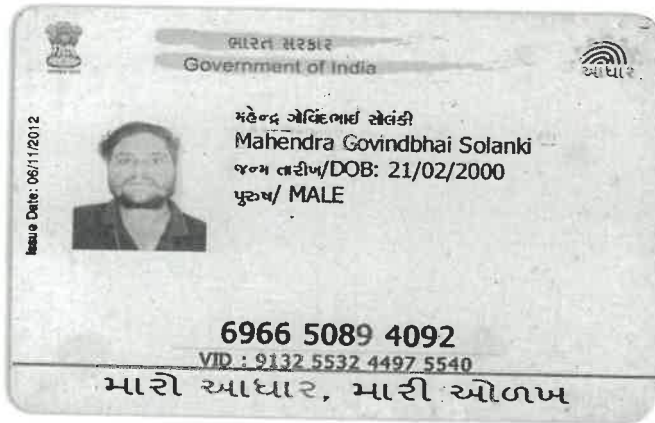 ભારત સરકાર
Government of India
આધાર
Issue Date: 06/11/2012
મહેન્દ્ર ગોવિંદભાઈ સોલંકી
Mahendra Govindbhai Solanki
જન્મ તારીખ/DOB: 21/02/2000
પુરુષ/ MALE
6966 5089 4092
VID : 9132 5532 4497 5540
મારો આધાર, મારી ઓળખ